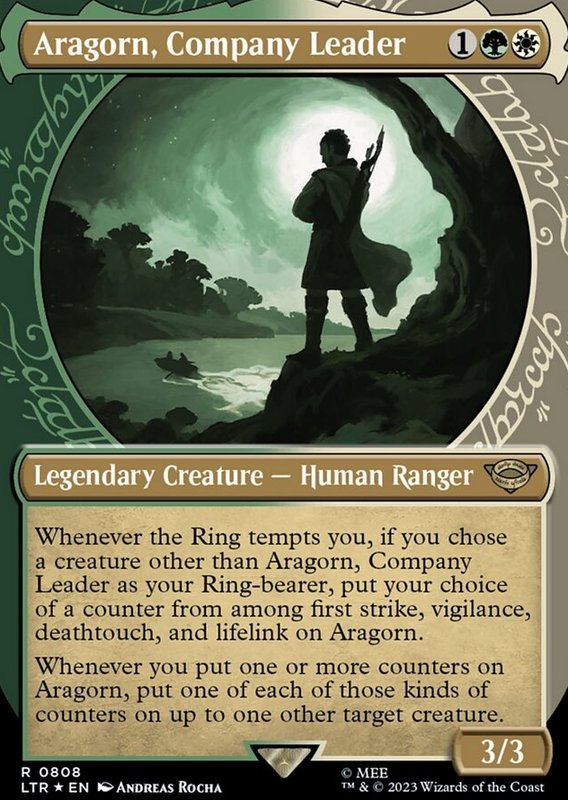 Aragorn, Company Leader 1
Legendary Creature — Human Ranger
Whenever the Ring tempts you, if you chose
a creature other than Aragorn, Company
Leader as your Ring-bearer, put your choice
of a counter from among first strike, vigilance,
deathtouch, and lifelink on Aragorn.
Whenever you put one or more counters on
Aragorn, put one of each of those kinds of
counters on up to one other target creature.
3/3
R 0808
LTR ★ EN Andreas Rocha
© MEE
™ & © 2023 Wizards of the Coast